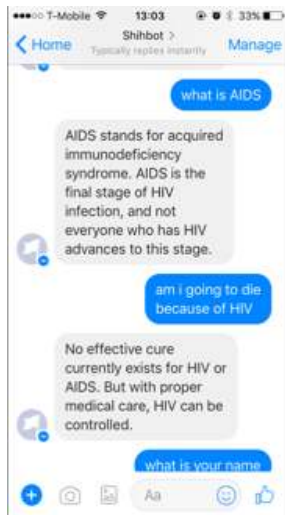 T-Mobile 13:03 33%
Home Shihbot > Manage
Typically replies instantly
what is AIDS
AIDS stands for acquired
immunodeficiency
syndrome. AIDS is the
final stage of HIV
infection, and not
everyone who has HIV
advances to this stage.
am i going to die
because of HIV
No effective cure
currently exists for HIV or
AIDS. But with proper
medical care, HIV can be
controlled.
what is your name
Aa